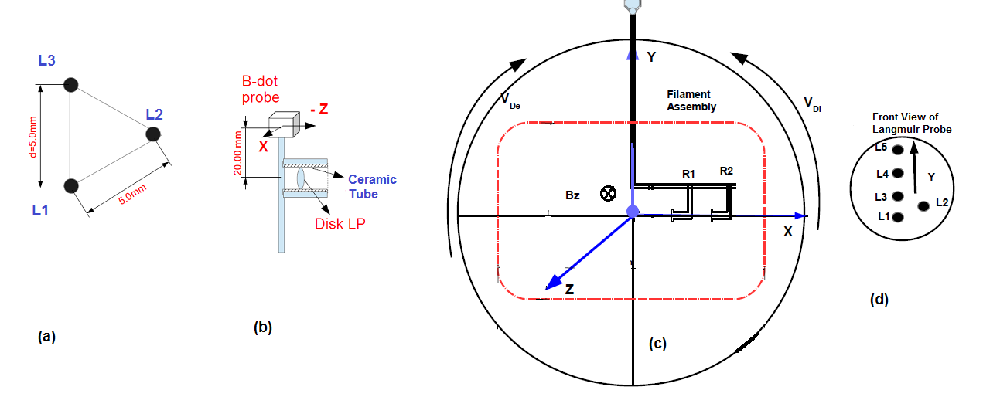 L3
L2
L1
d=5.0mm
5.0mm
(a)
B-dot
probe
- Z
X
20.00 mm
Ceramic
Tube
Disk LP
(b)
Y
V De
Filament
Assembly
V Di
R1
R2
Bz
X
Z
(c)
Front View of
Langmuir Probe
L5
L4
Y
L3
L2
L1
(d)